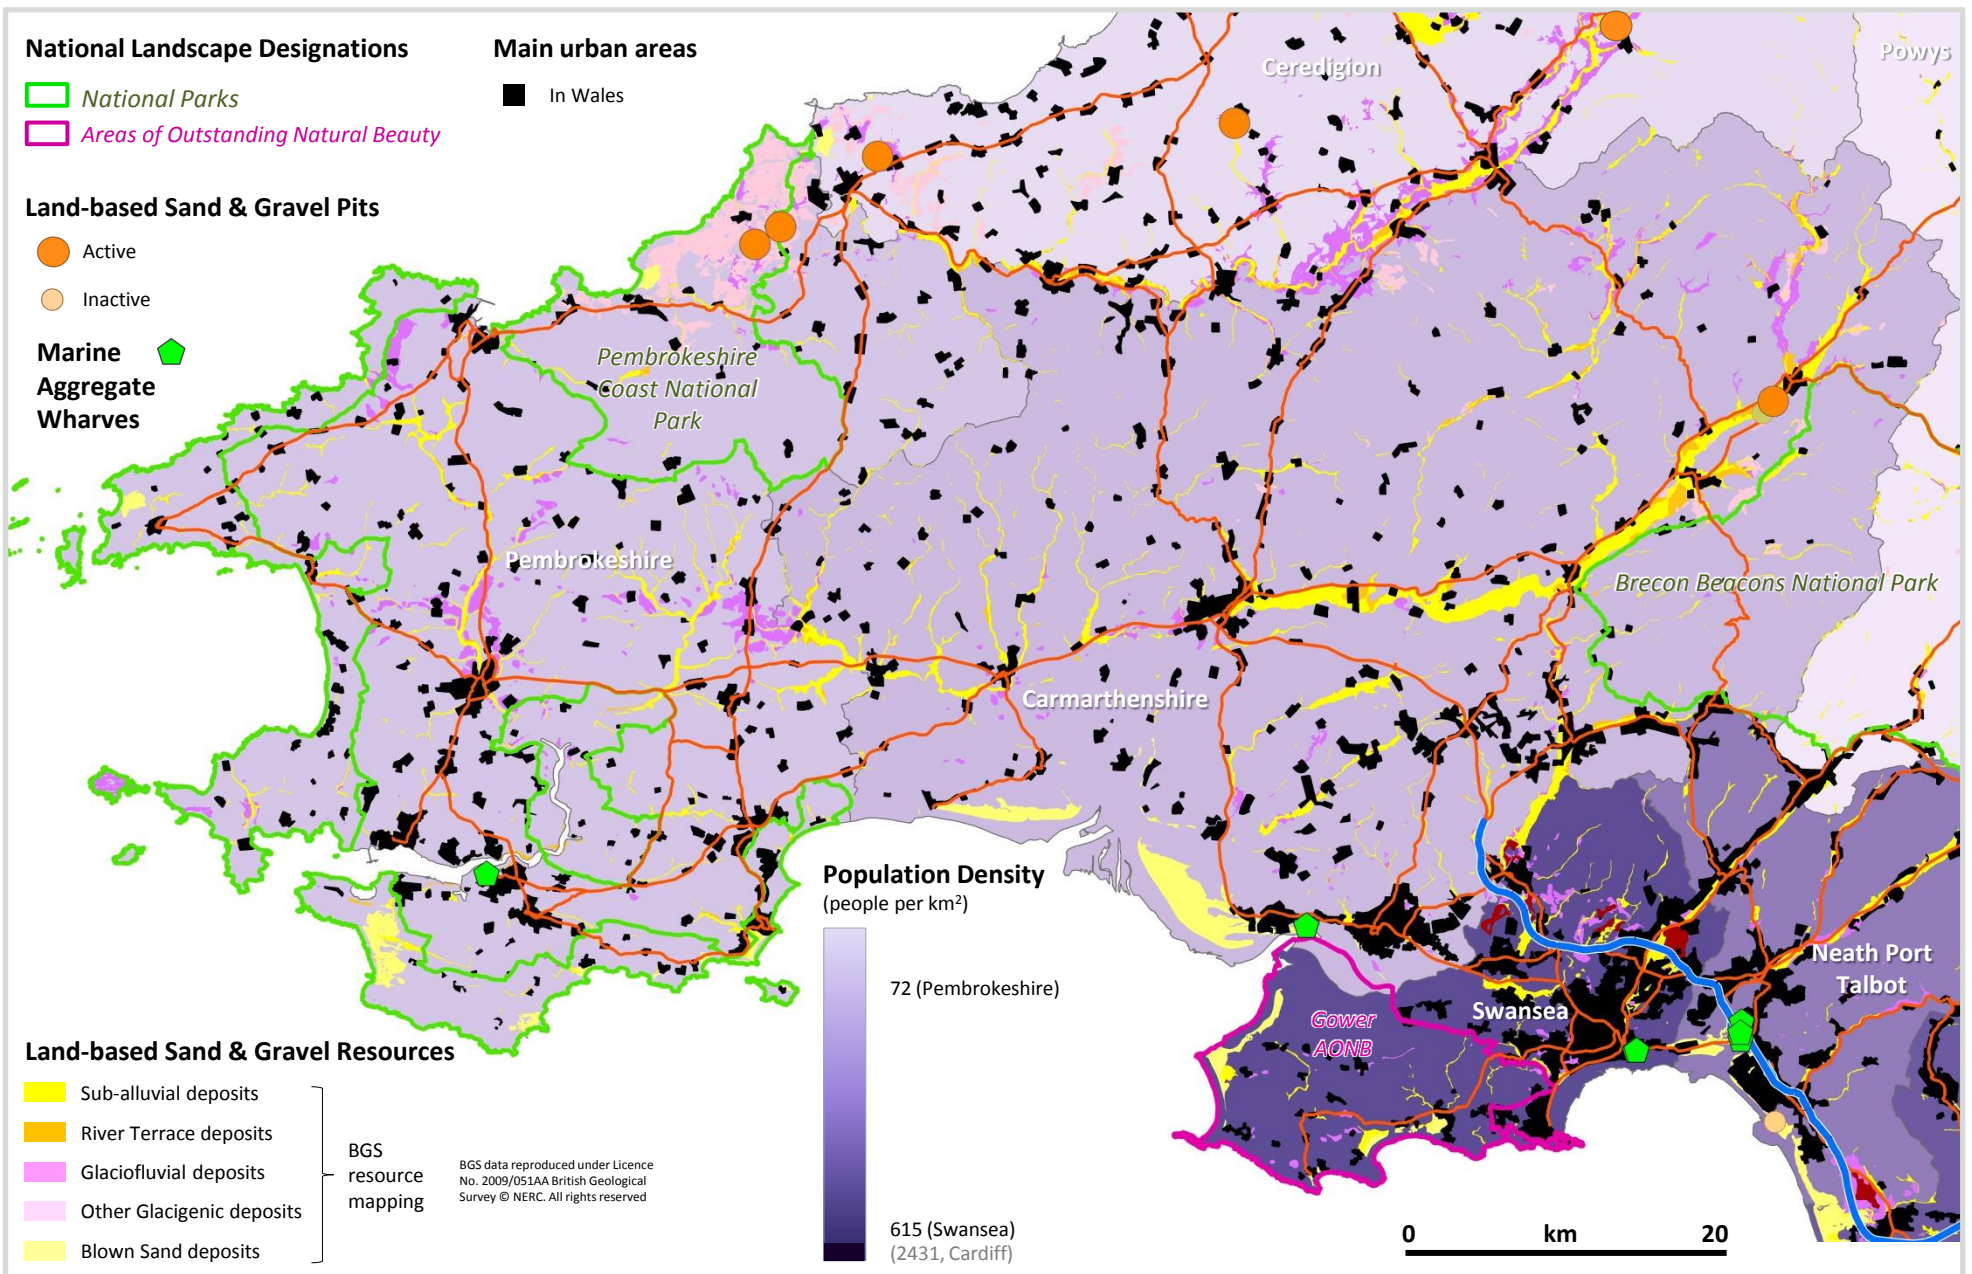 National Landscape Designations
National Parks
Areas of Outstanding Natural Beauty
Main urban areas
In Wales
Land-based Sand & Gravel Pits
Active
Inactive
Marine
Aggregate
Wharves
Ceredigion
Powys
Pembrokeshire
Coast National
Park
Pembrokeshire
Brecon Beacons National Park
Carmarthenshire
Population Density
(people per km²)
72 (Pembrokeshire)
615 (Swansea)
(2431, Cardiff)
Neath Port
Talbot
Swansea
Gower
AONB
Land-based Sand & Gravel Resources
Sub-alluvial deposits
River Terrace deposits
Glaciofluvial deposits
Other Glacigenic deposits
Blown Sand deposits
BGS
resource
mapping
BGS data reproduced under Licence
No. 2009/051AA British Geological
Survey © NERC. All rights reserved
0 km 20